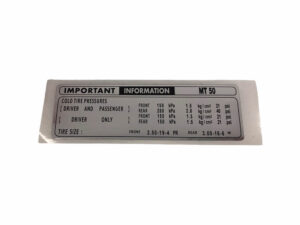 IMPORTANT INFORMATION MT 50
COLD TIRE PRESSURES
DRIVER AND PASSENGER FRONT 150 kPa 1.5 kg/cm² 21 psi
REAR 280 kPa 2.8 kg/cm² 40 psi
DRIVER ONLY FRONT 150 kPa 1.5 kg/cm² 21 psi
REAR 150 kPa 1.5 kg/cm² 21 psi
TIRE SIZE: FRONT 3.00-19-4 PR REAR 3.00-16-4